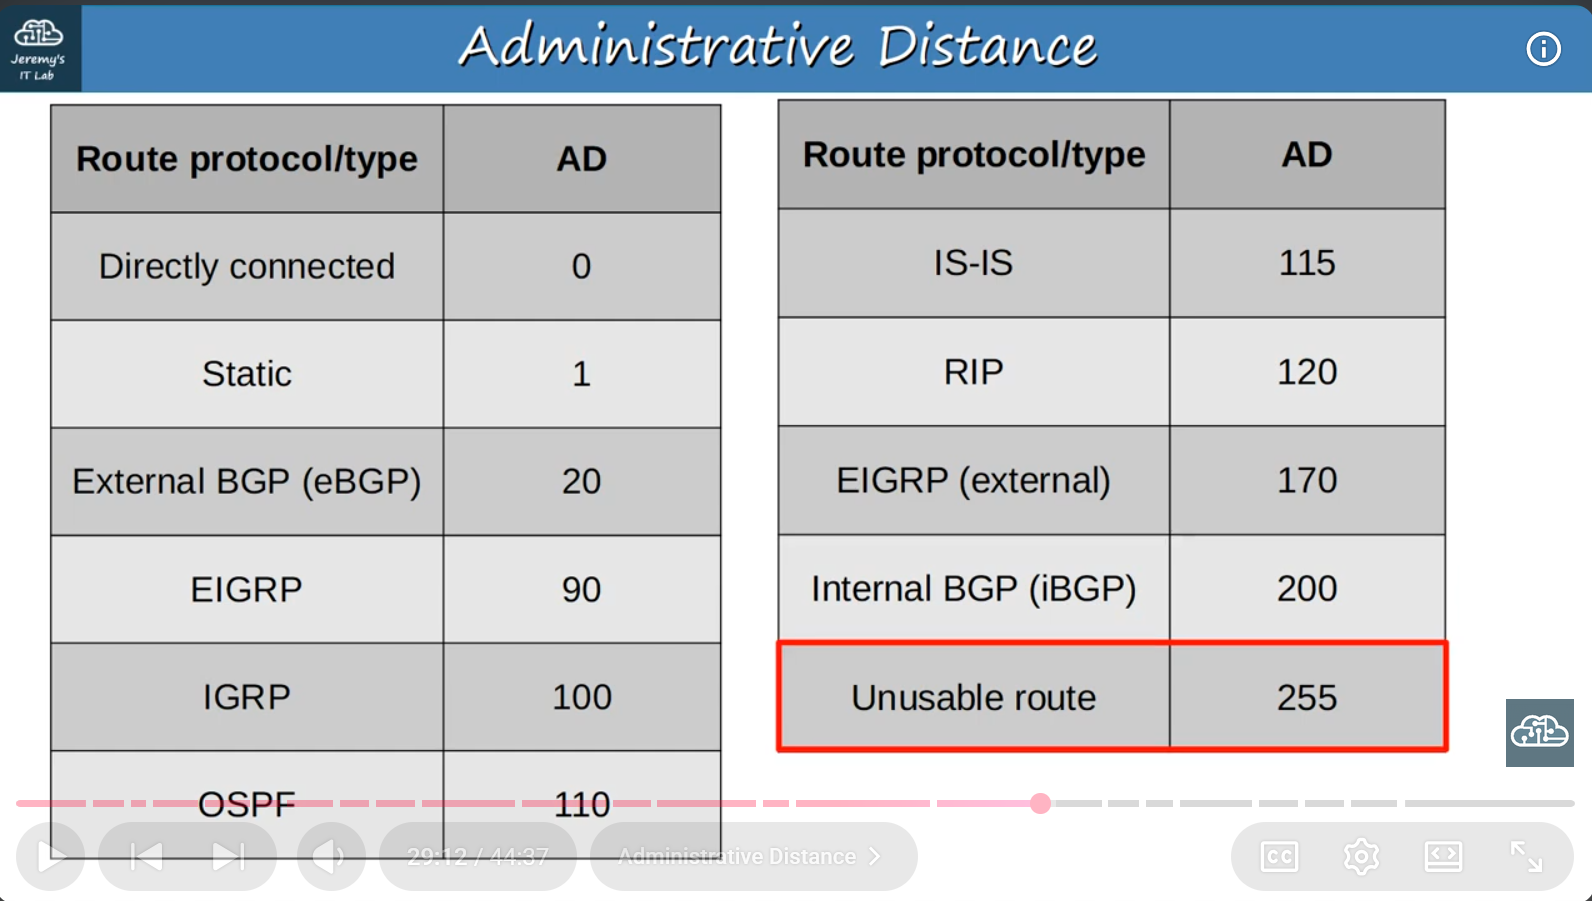 Jeremy's
IT Lab
Administrative Distance
Route protocol/type AD
Directly connected 0
Static 1
External BGP (eBGP) 20
EIGRP 90
IGRP 100
OSPF 110
Route protocol/type AD
IS-IS 115
RIP 120
EIGRP (external) 170
Internal BGP (iBGP) 200
Unusable route 255
29:12 / 44:37
Administrative Distance
CC